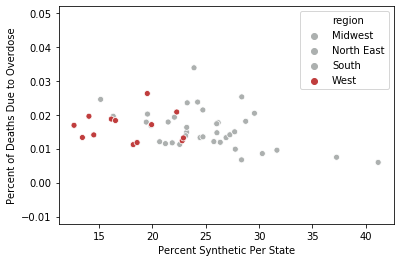 region
Midwest
North East
South
West
Percent of Deaths Due to Overdose
0.05
0.04
0.03
0.02
0.01
0.00
−0.01
15 20 25 30 35 40
Percent Synthetic Per State